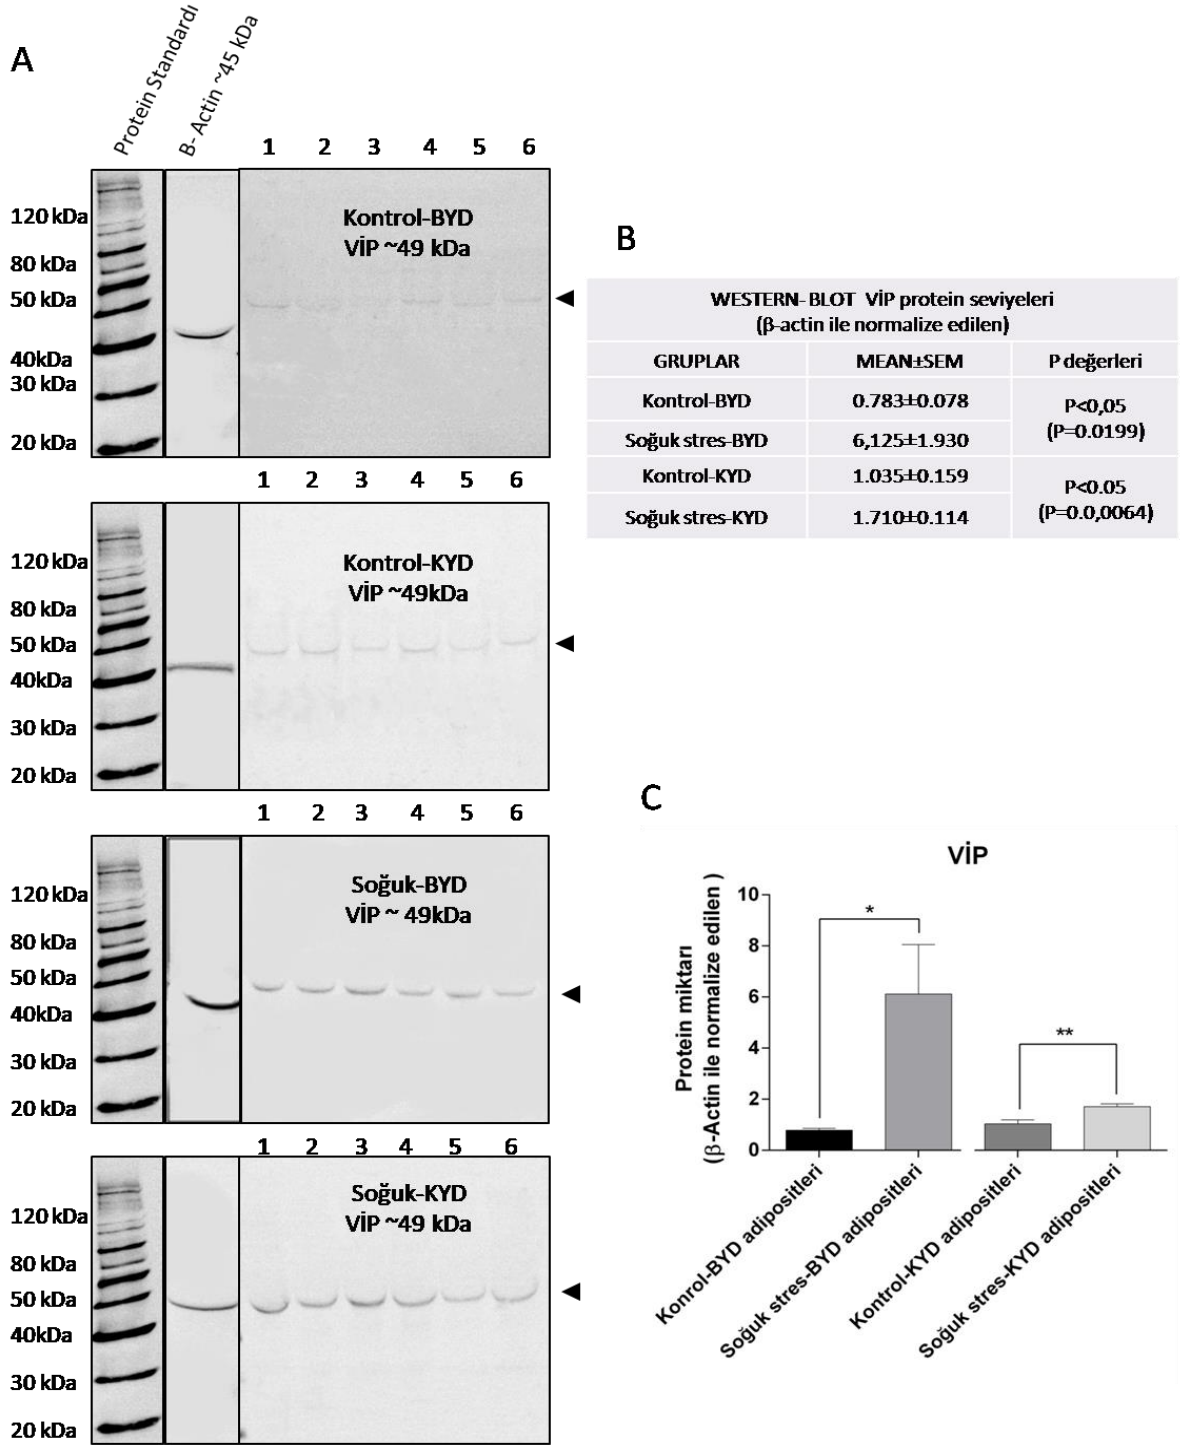 A
Protein Standardı
B- Actin ~45 kDa
1 2 3 4 5 6
Kontrol-BYD
VİP ~49 kDa
120 kDa
80 kDa
50 kDa
40kDa
30 kDa
20 kDa
1 2 3 4 5 6
Kontrol-KYD
VİP ~49kDa
120 kDa
80 kDa
50 kDa
40kDa
30 kDa
20 kDa
1 2 3 4 5 6
Soğuk-BYD
VİP ~ 49kDa
120 kDa
80 kDa
50 kDa
40kDa
30 kDa
20 kDa
1 2 3 4 5 6
Soğuk-KYD
VİP ~49 kDa
120 kDa
80 kDa
50 kDa
40kDa
30 kDa
20 kDa
B
WESTERN- BLOT VİP protein seviyeleri
(β-actin ile normalize edilen)
GRUPLAR MEAN±SEM P değerleri
Kontrol-BYD 0.783±0.078
P<0,05
(P=0.0199)
Soğuk stres-BYD 6,125±1.930
Kontrol-KYD 1.035±0.159
P<0.05
(P=0.0,0064)
Soğuk stres-KYD 1.710±0.114
C
VİP
Protein miktarı
(β-Actin ile normalize edilen )
10
8
6
4
2
0
*
**
Konrol-BYD adipositleri
Soğuk stres-BYD adipositleri
Kontrol-KYD adipositleri
Soğuk stres-KYD adipositleri